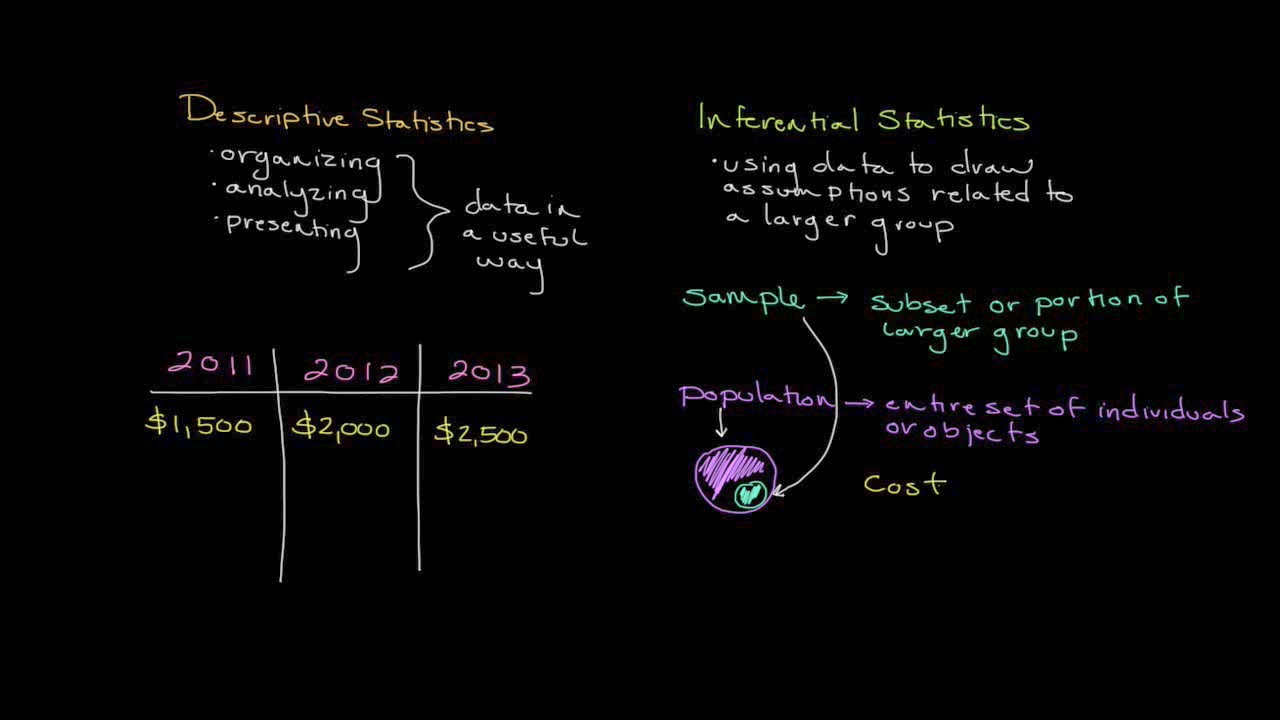 Descriptive Statistics
· organizing
· analyzing
· presenting
data in
a useful
way
2011 2012 2013
$1,500 $2,000 $2,500
Inferential Statistics
· using data to draw
assumptions related to
a larger group
Sample → subset or portion of
larger group
Population → entire set of individuals
or objects
Cost